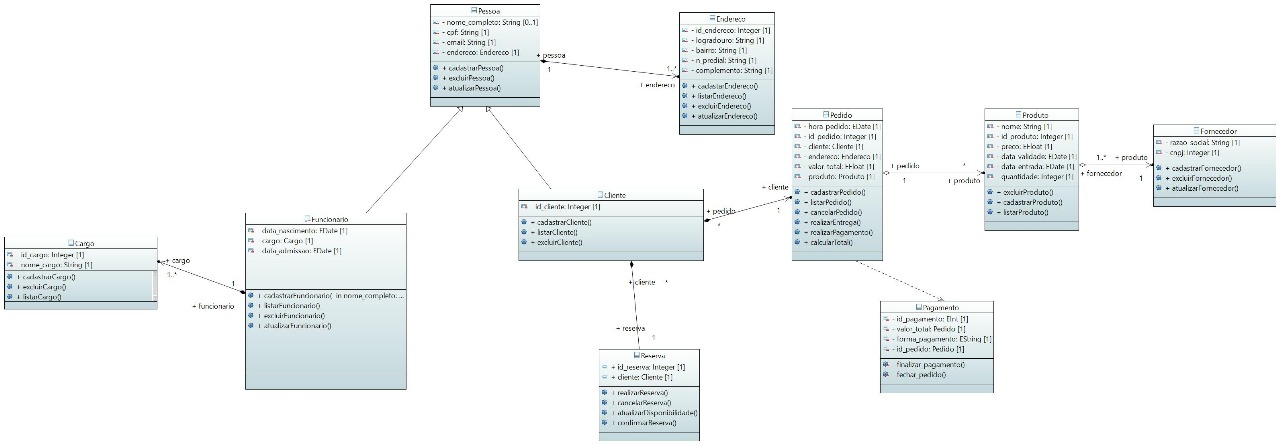 Pessoa
- nome_completo: String [0..1]
- cpf: String [1]
- email: String [1]
- endereco: Endereco [1]
+ cadastrarPessoa()
+ excluirPessoa()
+ atualizarPessoa()
+ pessoa
1
1..*
+ endereco
Endereco
- id_endereco: Integer [1]
- logradouro: String [1]
- bairro: String [1]
- n_predial: String [1]
- complemento: String [1]
+ cadastarEndereco()
+ listarEndereco()
+ excluirEndereco()
+ atualizarEndereco()
Pedido
- hora_pedido: EDate [1]
- id_pedido: Integer [1]
- cliente: Cliente [1]
- endereco: Endereco [1]
- valor_total: EFloat [1]
- produto: Produto [1]
+ cadastrarPedido()
+ listarPedido()
+ cancelarPedido()
+ realizarEntrega()
+ realizarPagamento()
+ calcularTotal()
+ pedido
1
*
+ produto
Produto
- nome: String [1]
- id_produto: Integer [1]
- preco: EFloat [1]
- data_validade: EDate [1]
- data_entrada: EDate [1]
- quantidade: Integer [1]
+ excluirProduto()
+ cadastrarProduto()
+ listarProduto()
1..*
+ produto
+ fornecedor
1
Fornecedor
- razao_social: String [1]
- cnpj: Integer [1]
+ cadastrarFornecedor()
+ excluirFornecedor()
+ atualizarFornecedor()
Cliente
id_cliente: Integer [1]
+ cadastrarCliente()
+ listarCliente()
+ excluirCliente()
+ cliente
1
+ pedido
*
Funcionario
data_nascimento: EDate [1]
cargo: Cargo [1]
data_admissao: EDate [1]
+ cadastrarFuncionario( in nome_completo: ...
+ listarFuncionario()
+ excluirFuncionario()
+ atualizarFuncionario()
Cargo
id_cargo: Integer [1]
nome_cargo: String [1]
+ cadastrarCargo()
+ excluirCargo()
+ listarCargo()
+ cargo
1..*
1
+ funcionario
+ cliente
*
+ reserva
1
Reserva
+ id_reserva: Integer [1]
+ cliente: Cliente [1]
+ realizarReserva()
+ cancelarReserva()
+ atualizarDisponibilidade()
+ confirmarReserva()
Pagamento
- id_pagamento: EInt [1]
- valor_total: Pedido [1]
- forma_pagamento: EString [1]
- id_pedido: Pedido [1]
finalizar_pagamento()
fechar_pedido()